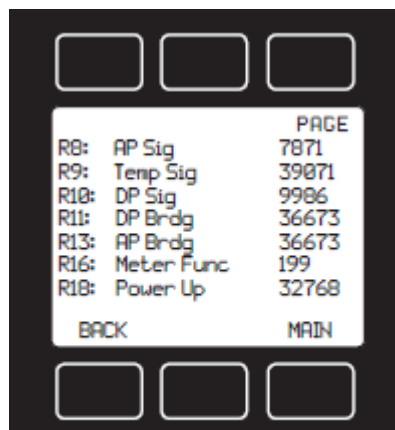 PAGE
R8: AP Sig 7871
R9: Temp Sig 39071
R10: DP Sig 9986
R11: DP Brdg 36673
R13: AP Brdg 36673
R16: Meter Func 199
R18: Power Up 32768
BACK MAIN